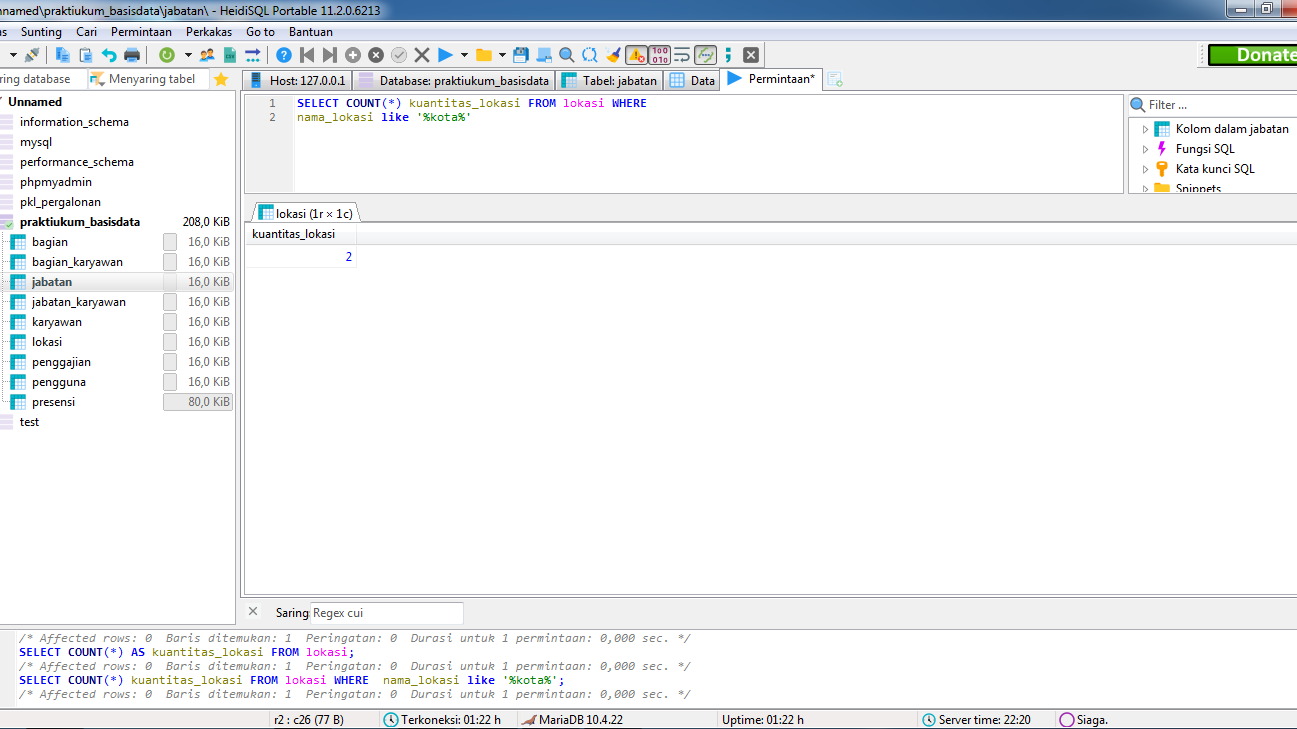 nnamed\praktiukum_basisdata\jabatan\ - HeidiSQL Portable 11.2.0.6213
as Sunting Cari Permintaan Perkakas Go to Bantuan
Donate
ring database Menyaring tabel
Host: 127.0.0.1 Database: praktiukum_basisdata Tabel: jabatan Data Permintaan*
Unnamed
information_schema
mysql
performance_schema
phpmyadmin
pkl_pergalonan
praktiukum_basisdata 208,0 KiB
bagian 16,0 KiB
bagian_karyawan 16,0 KiB
jabatan 16,0 KiB
jabatan_karyawan 16,0 KiB
karyawan 16,0 KiB
lokasi 16,0 KiB
penggajian 16,0 KiB
pengguna 16,0 KiB
presensi 80,0 KiB
test
1 SELECT COUNT(*) kuantitas_lokasi FROM lokasi WHERE
2 nama_lokasi like '%kota%'
Filter ...
Kolom dalam jabatan
Fungsi SQL
Kata kunci SQL
Snippets
lokasi (1r × 1c)
kuantitas_lokasi
2
Saring Regex cui
/* Affected rows: 0 Baris ditemukan: 1 Peringatan: 0 Durasi untuk 1 permintaan: 0,000 sec. */
SELECT COUNT(*) AS kuantitas_lokasi FROM lokasi;
/* Affected rows: 0 Baris ditemukan: 1 Peringatan: 0 Durasi untuk 1 permintaan: 0,000 sec. */
SELECT COUNT(*) kuantitas_lokasi FROM lokasi WHERE  nama_lokasi like '%kota%';
/* Affected rows: 0 Baris ditemukan: 1 Peringatan: 0 Durasi untuk 1 permintaan: 0,000 sec. */
r2 : c26 (77 B) Terkoneksi: 01:22 h MariaDB 10.4.22 Uptime: 01:22 h Server time: 22:20 Siaga.